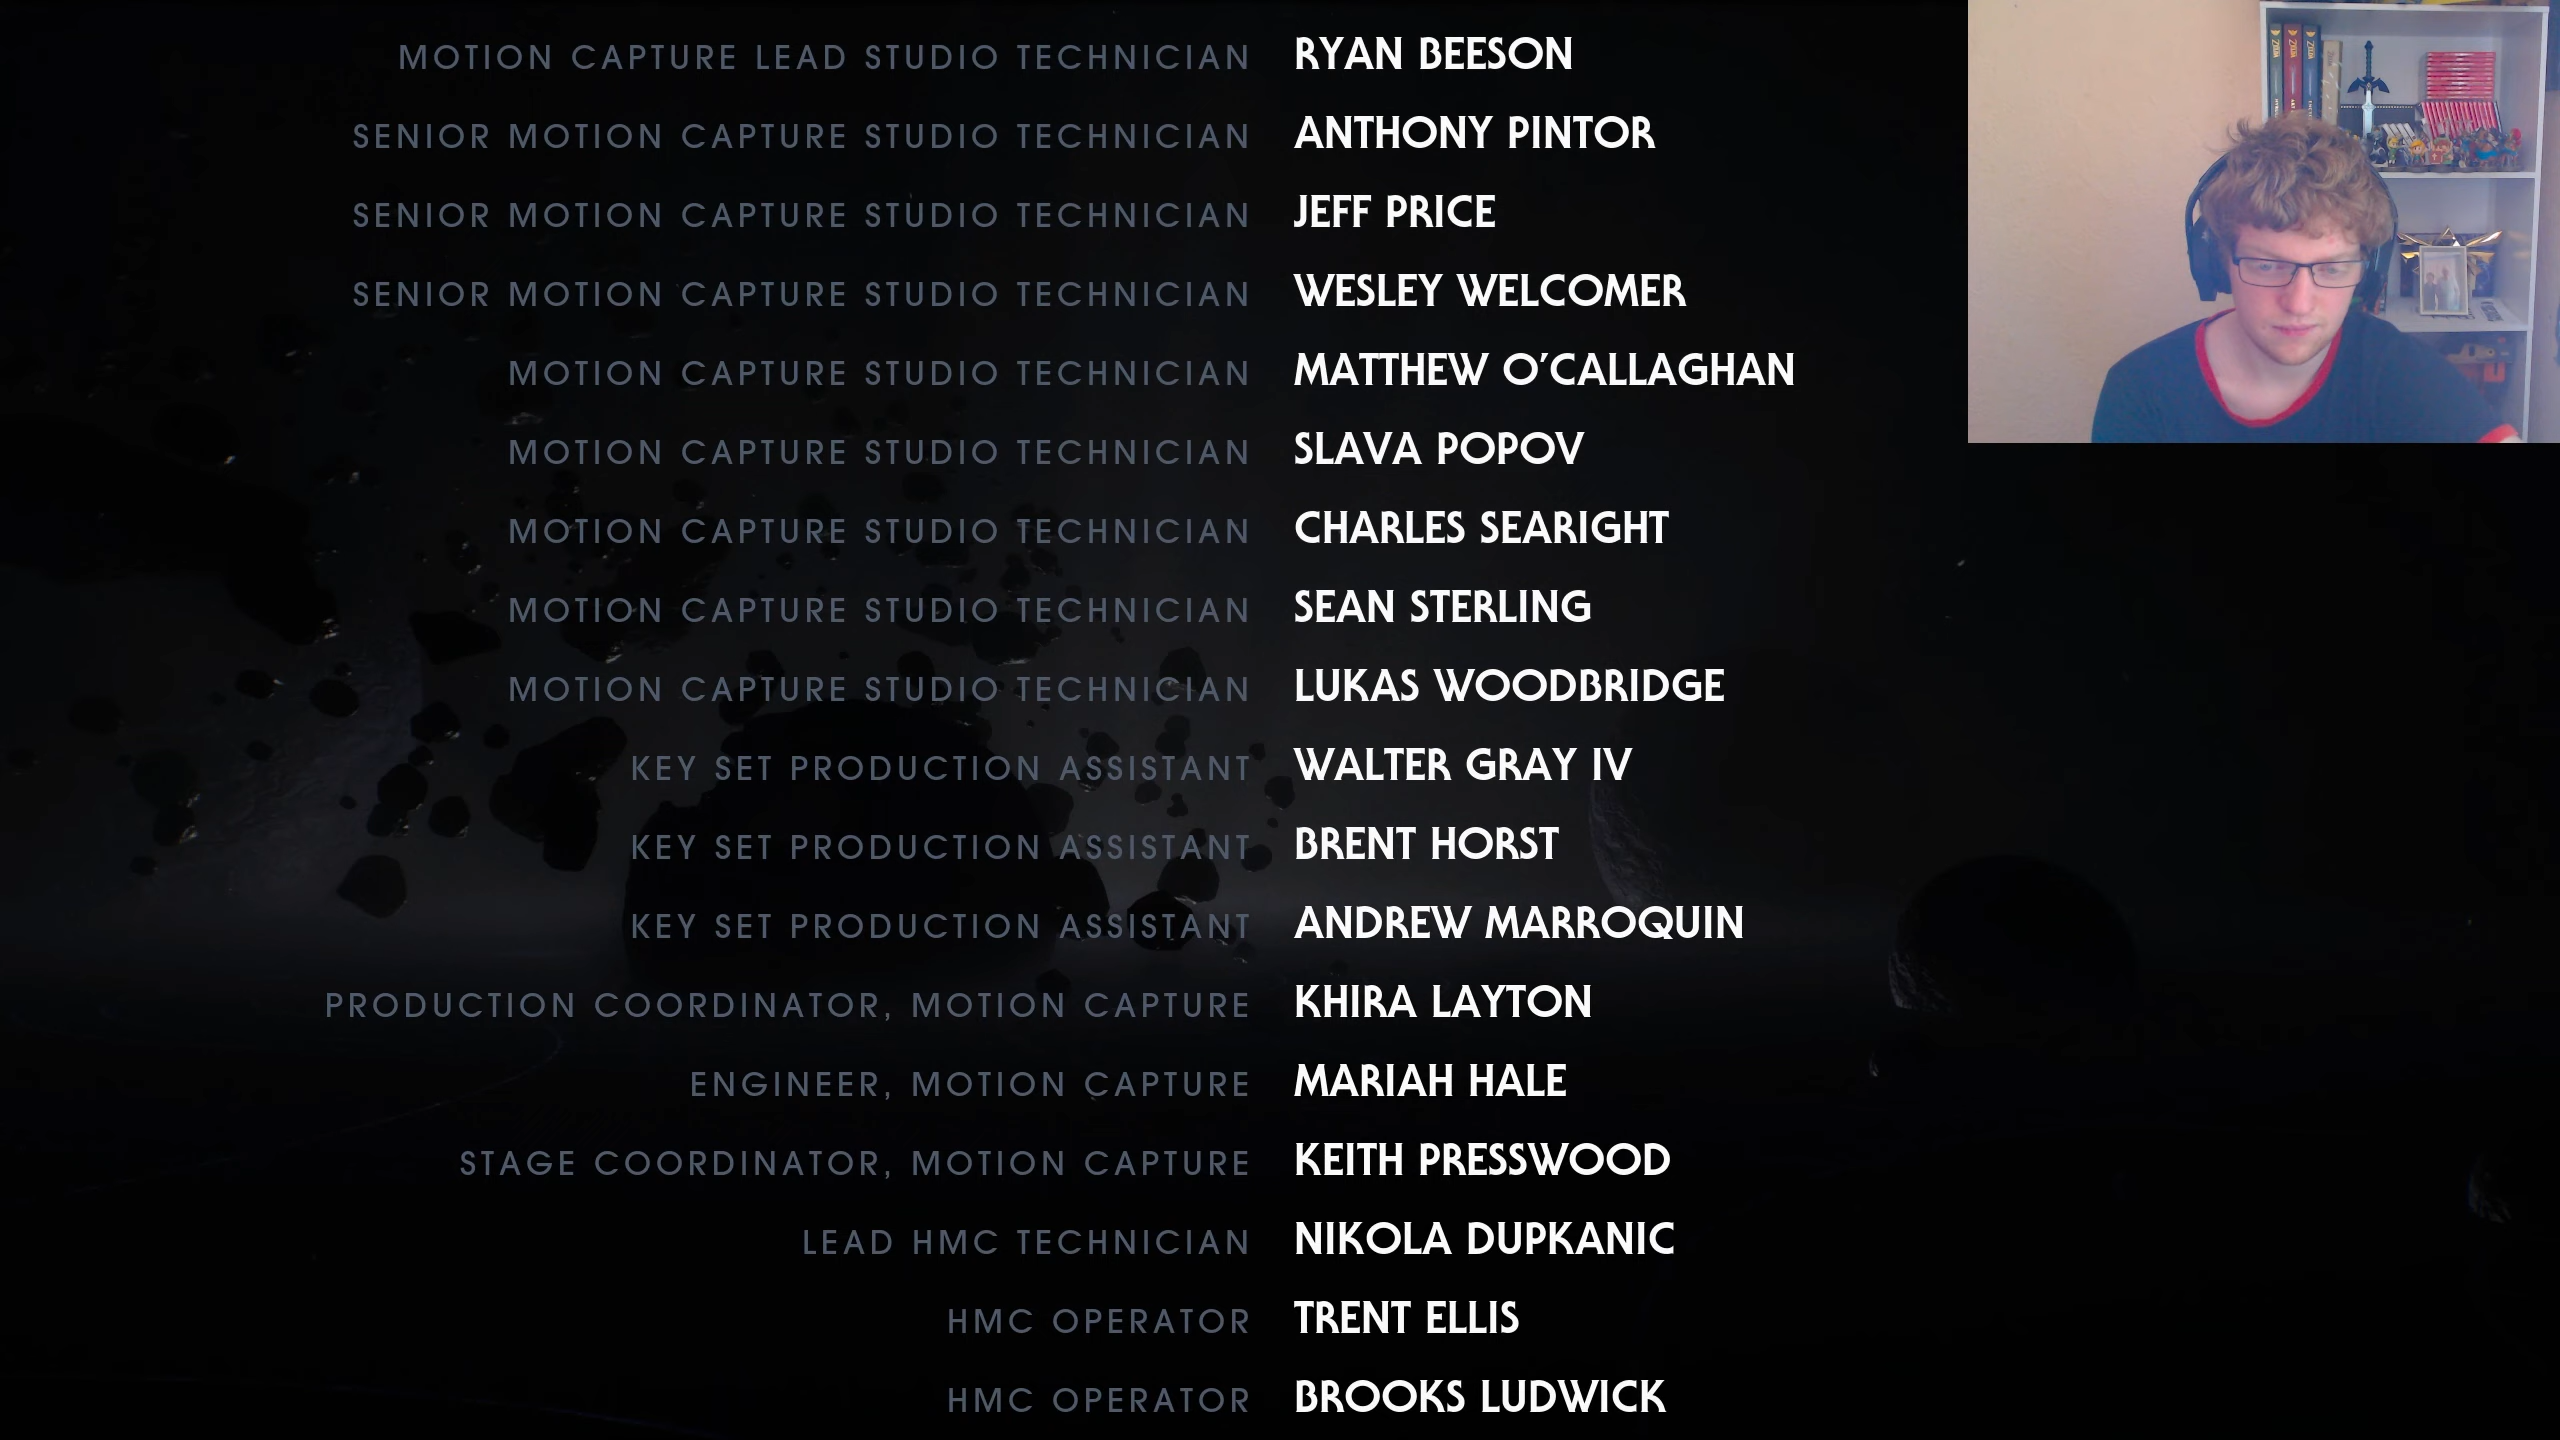 MOTION CAPTURE LEAD STUDIO TECHNICIAN RYAN BEESON
SENIOR MOTION CAPTURE STUDIO TECHNICIAN ANTHONY PINTOR
SENIOR MOTION CAPTURE STUDIO TECHNICIAN JEFF PRICE
SENIOR MOTION CAPTURE STUDIO TECHNICIAN WESLEY WELCOMER
MOTION CAPTURE STUDIO TECHNICIAN MATTHEW O'CALLAGHAN
MOTION CAPTURE STUDIO TECHNICIAN SLAVA POPOV
MOTION CAPTURE STUDIO TECHNICIAN CHARLES SEARIGHT
MOTION CAPTURE STUDIO TECHNICIAN SEAN STERLING
MOTION CAPTURE STUDIO TECHNICIAN LUKAS WOODBRIDGE
KEY SET PRODUCTION ASSISTANT WALTER GRAY IV
KEY SET PRODUCTION ASSISTANT BRENT HORST
KEY SET PRODUCTION ASSISTANT ANDREW MARROQUIN
PRODUCTION COORDINATOR, MOTION CAPTURE KHIRA LAYTON
ENGINEER, MOTION CAPTURE MARIAH HALE
STAGE COORDINATOR, MOTION CAPTURE KEITH PRESSWOOD
LEAD HMC TECHNICIAN NIKOLA DUPKANIC
HMC OPERATOR TRENT ELLIS
HMC OPERATOR BROOKS LUDWICK